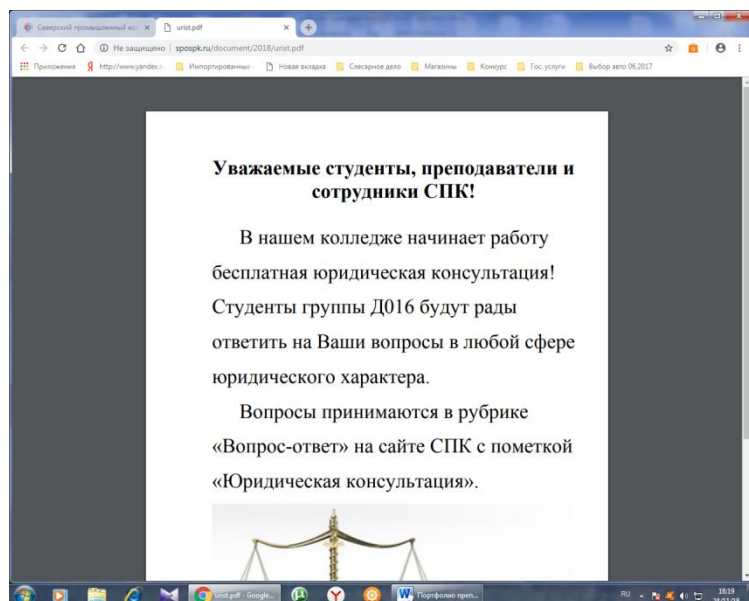 Северский промышленный ко
urist.pdf
Не защищено | spospk.ru/document/2018/urist.pdf
Приложения http://www.yandex.ru Импортированные Новая вкладка Слесарное дело Магазины Конкурс Гос. услуги Выбор авто 06,2017
Уважаемые студенты, преподаватели и
сотрудники СПК!
В нашем колледже начинает работу
бесплатная юридическая консультация!
Студенты группы Д016 будут рады
ответить на Ваши вопросы в любой сфере
юридического характера.
Вопросы принимаются в рубрике
«Вопрос-ответ» на сайте СПК с пометкой
«Юридическая консультация».
urist.pdf - Google... Портфолио преп... RU 18:19